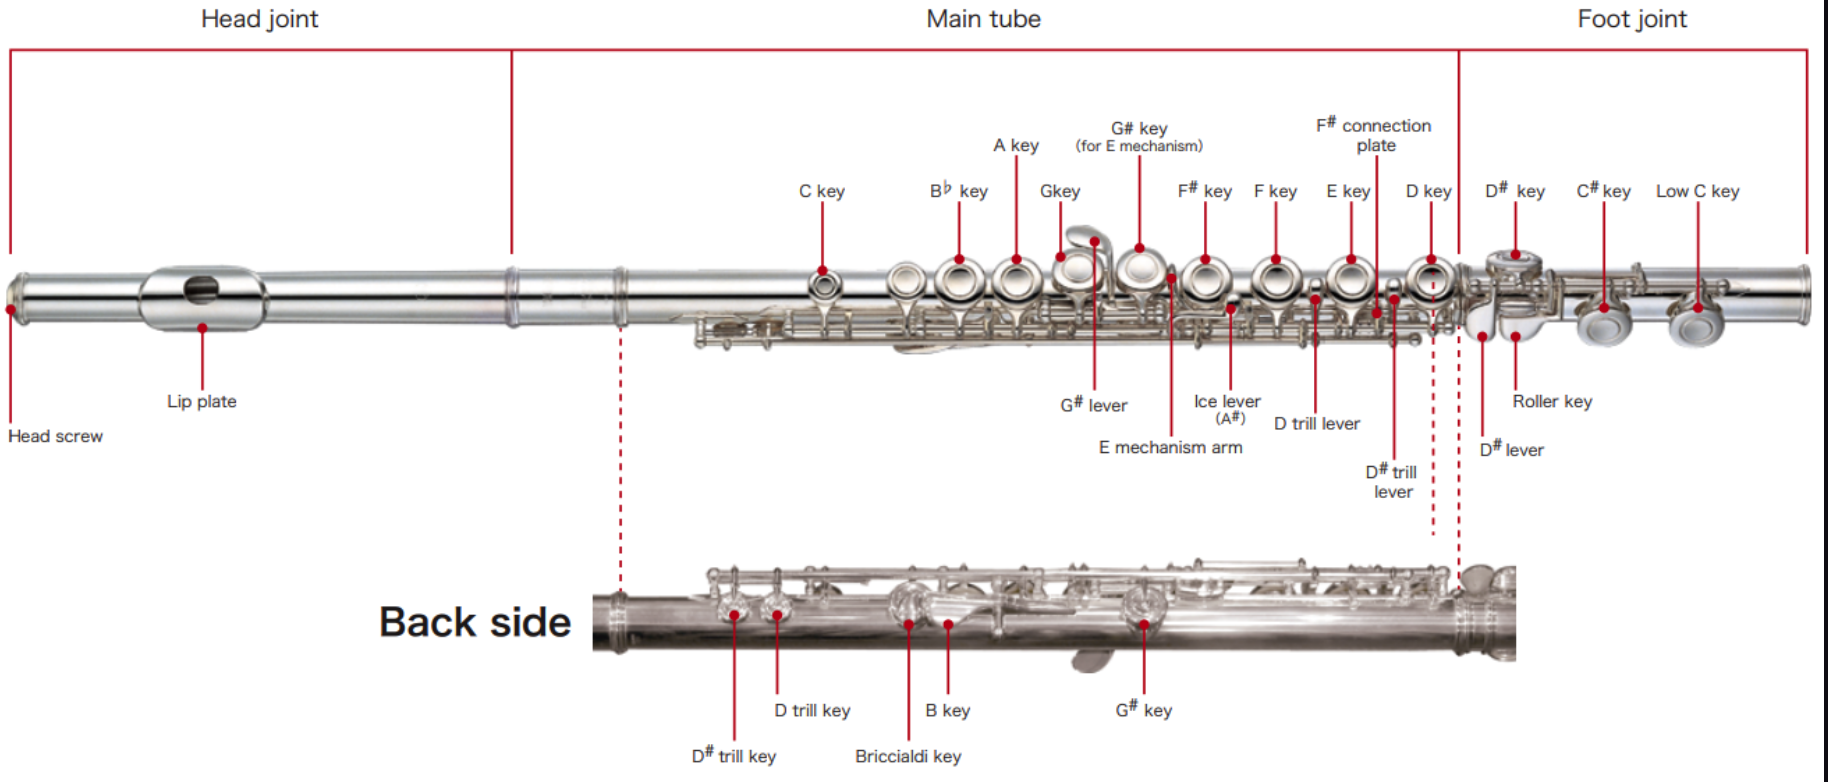 Head joint
Main tube
Foot joint
F# connection
plate
G# key
(for E mechanism)
A key
C key
B♭ key
Gkey
F# key
F key
E key
D key
D# key
C# key
Low C key
Lip plate
Head screw
G# lever
E mechanism arm
Ice lever
(A#)
D trill lever
D# trill
lever
Roller key
D# lever
Back side
D trill key
B key
G# key
D# trill key
Briccialdi key